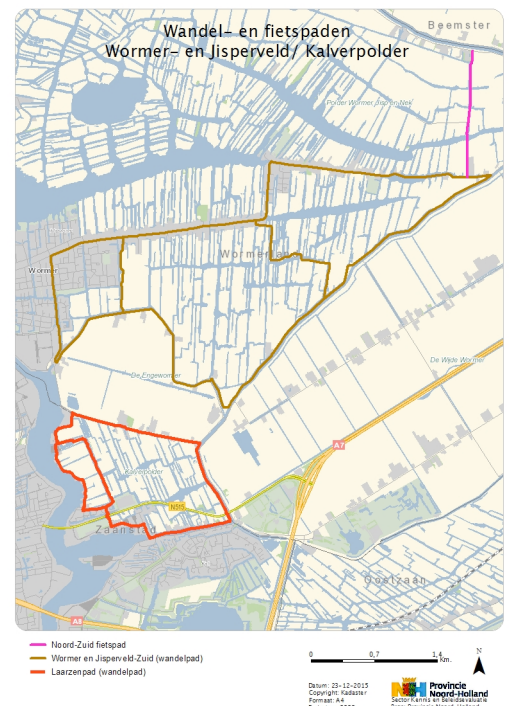 Wandel- en fietspaden
Wormer- en Jisperveld/ Kalverpolder
Beemster
Polder Wormer, Jisp en Nek
Wormerland
Wormer
De Wijde Wormer
De Engewormer
A7
Kalverpolder
N515
Zaanstad
Oostzaan
A8
Noord-Zuid fietspad
Wormer en Jisperveld-Zuid (wandelpad)
Laarzenpad (wandelpad)
0 0,7 1,4
Km.
N
Datum: 23-12-2015
Copyright: Kadaster
Formaat: A4
Provincie
Noord-Holland
Sector Kennis en Beleidsevaluatie